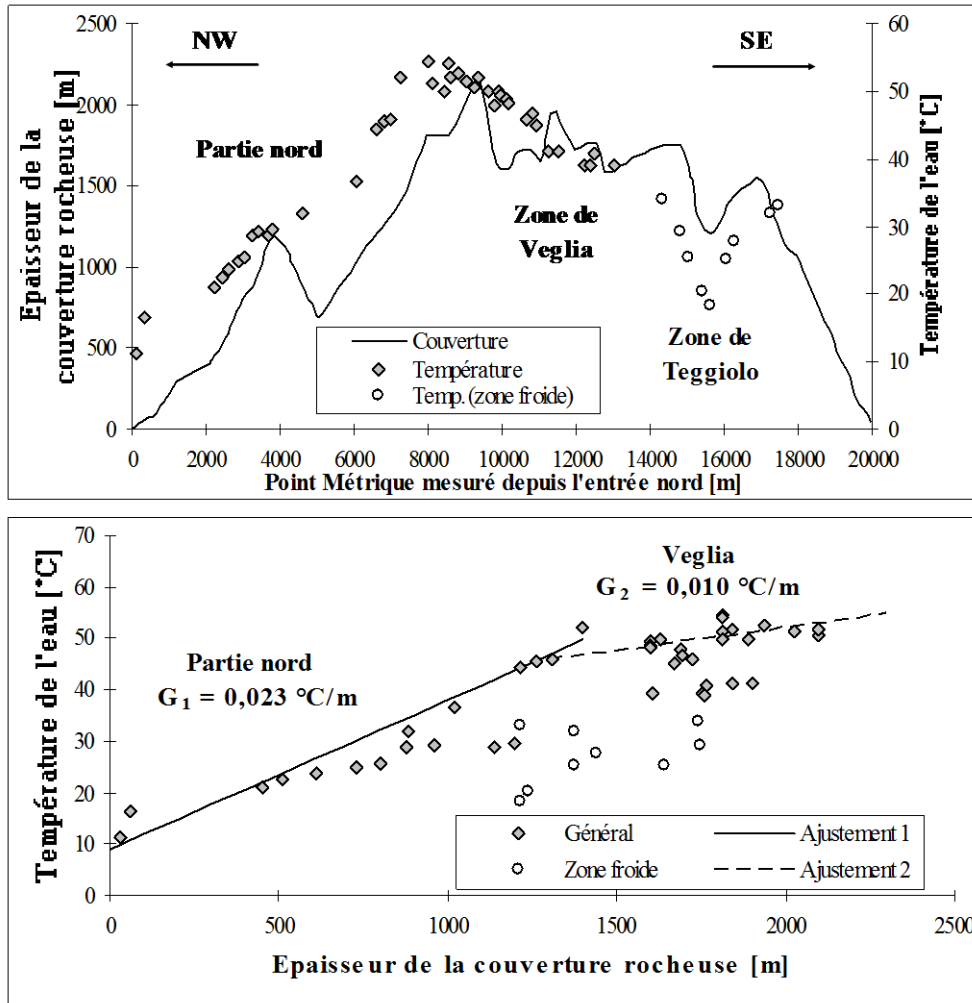 Epaisseur de la
couverture rocheuse [m]
2500
2000
1500
1000
500
0
NW
SE
Partie nord
Zone de
Veglia
Zone de
Teggiolo
Couverture
Température
Temp. (zone froide)
60
50
40
30
20
10
0
Température de l'eau [°C]
0
2000
4000
6000
8000
10000
12000
14000
16000
18000
20000
Point Métrique mesuré depuis l'entrée nord [m]
Température de l'eau [°C]
70
60
50
40
30
20
10
0
Veglia
G₂ = 0,010 °C/m
Partie nord
G₁ = 0,023 °C/m
Général
Ajustement 1
Zone froide
Ajustement 2
0
500
1000
1500
2000
2500
Epaisseur de la couverture rocheuse [m]